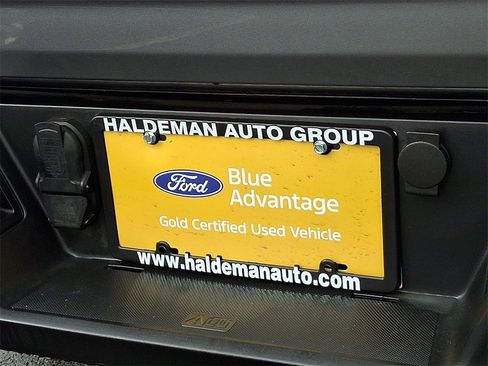 HALDEMAN AUTO GROUP
Ford
Blue
Advantage
Gold Certified Used Vehicle
www.haldemanauto.com